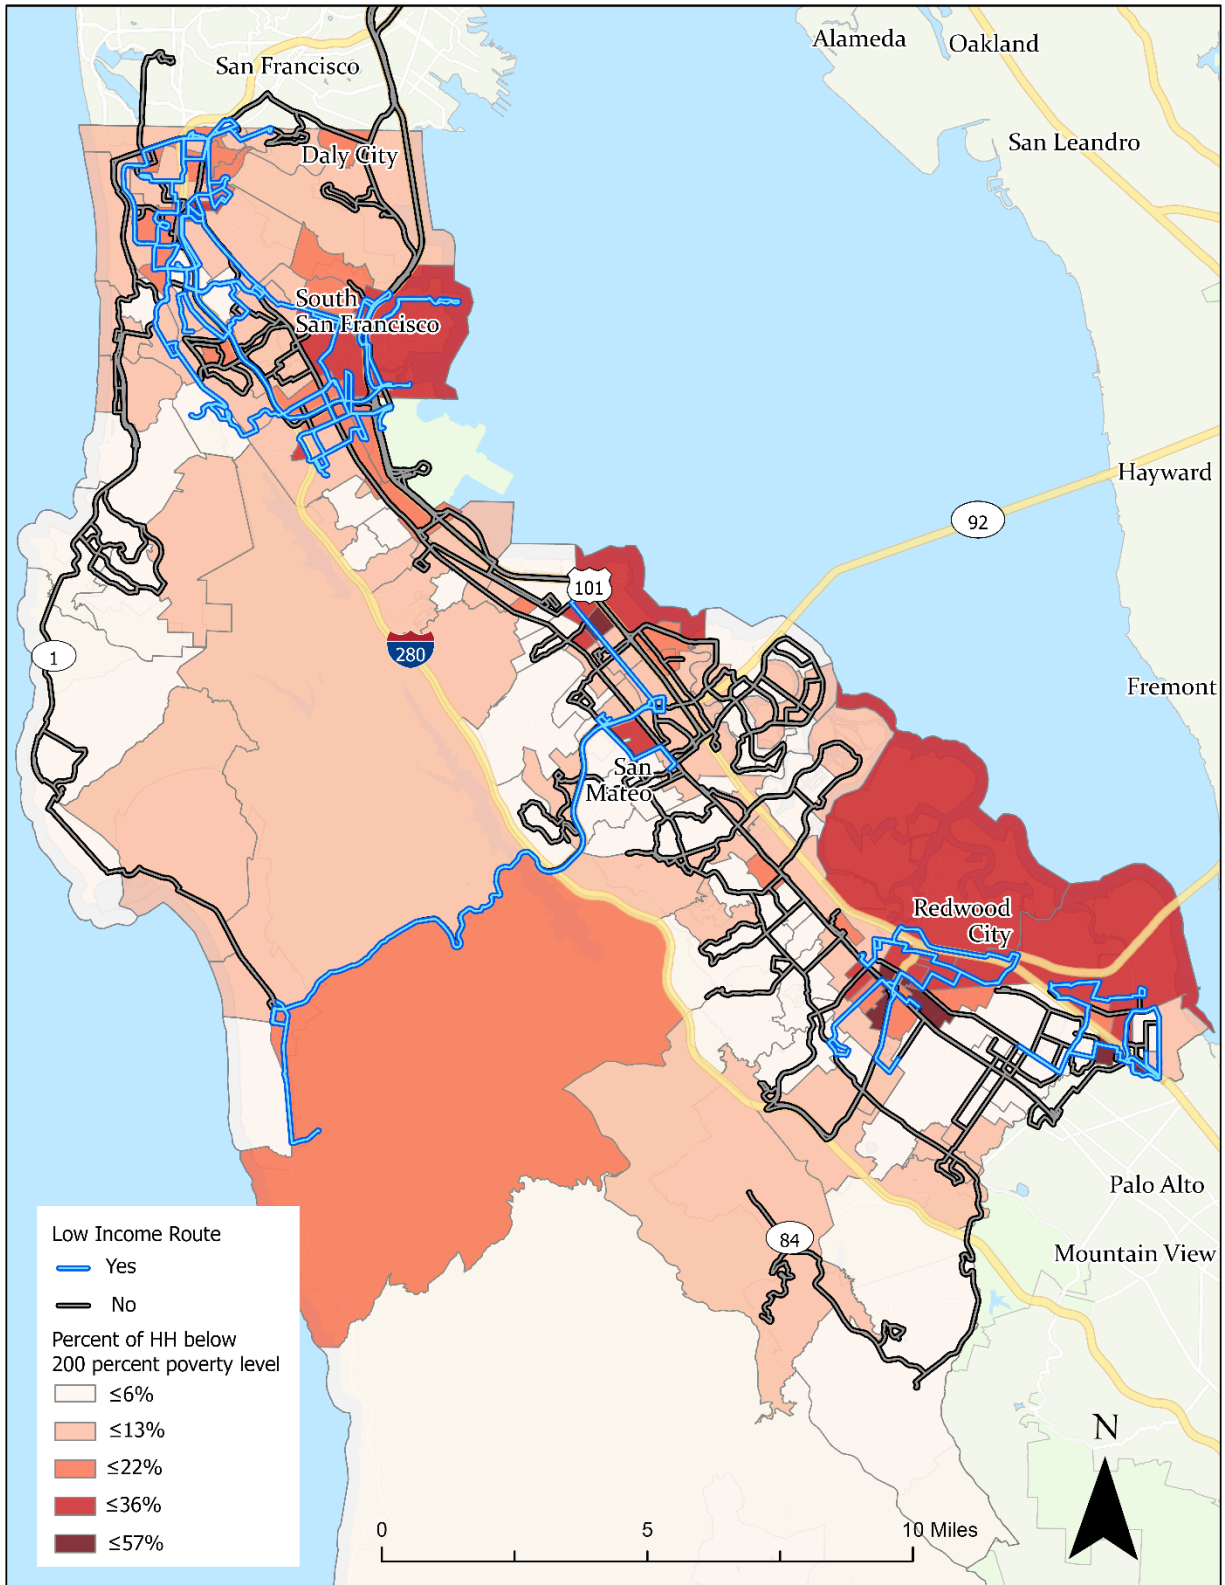 Alameda
Oakland
San Francisco
San Leandro
Daly City
South
San Francisco
Hayward
92
101
1
280
Fremont
San
Mateo
Redwood
City
Palo Alto
84
Mountain View
Low Income Route
Yes
No
Percent of HH below
200 percent poverty level
≤6%
≤13%
≤22%
≤36%
≤57%
N
0 5 10 Miles